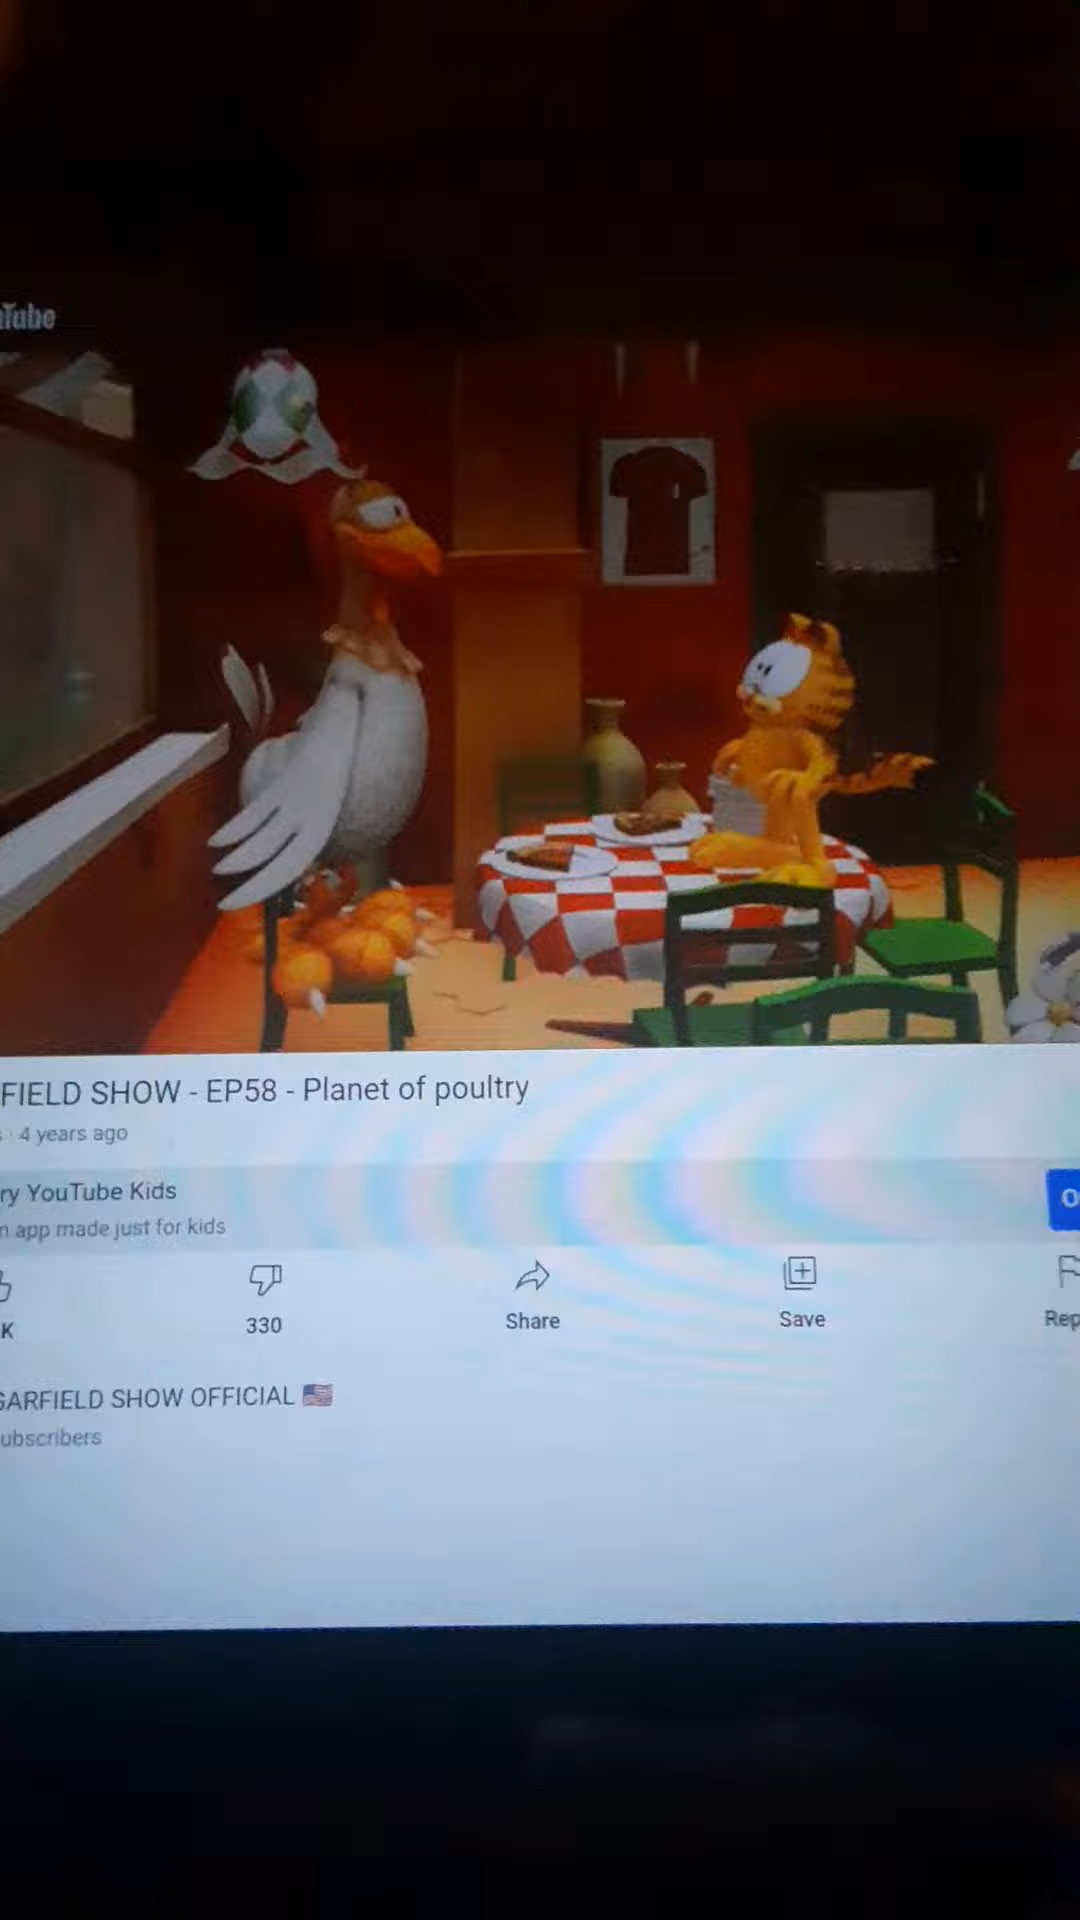 Tube
FIELD SHOW - EP58 - Planet of poultry
· 4 years ago
ry YouTube Kids
n app made just for kids
O
K
330
Share
Save
Rep
GARFIELD SHOW OFFICIAL 🇺🇸
ubscribers